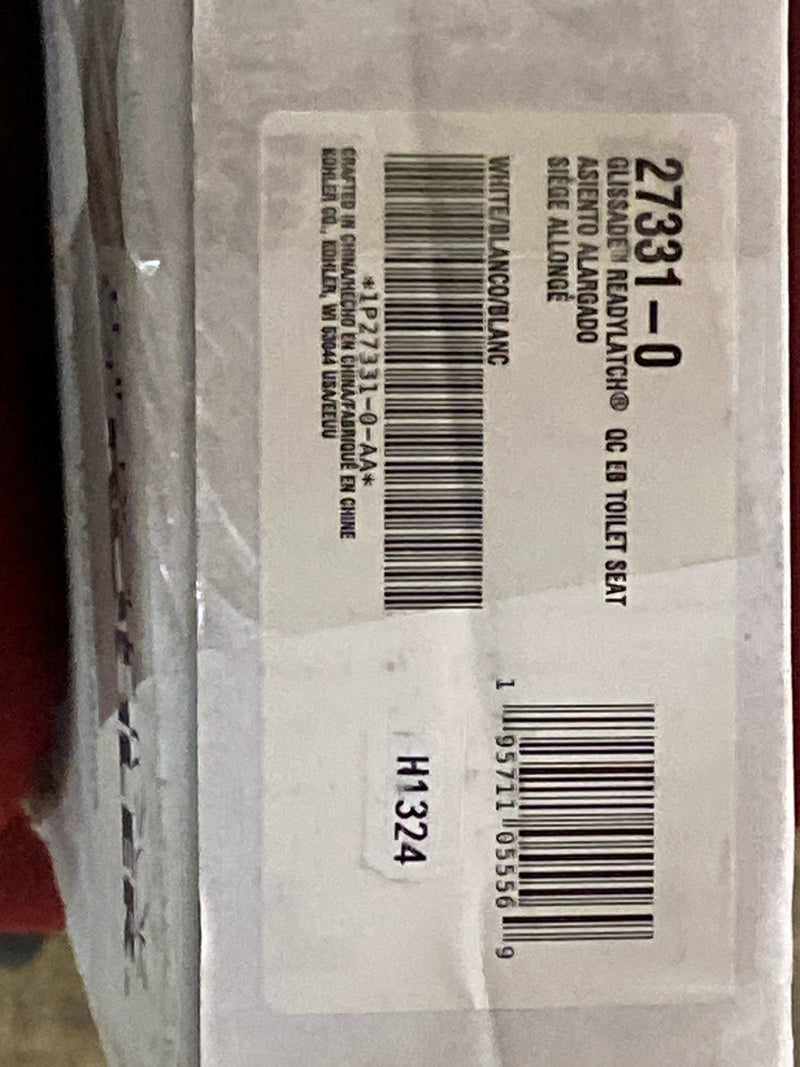 27331-0
GLISSADE™ READYLATCH® QC EB TOILET SEAT
ASIENTO ALARGADO
SIÈGE ALLONGÉ
WHITE/BLANCO/BLANC
*1P27331-0-AA*
CRAFTED IN CHINA/HECHO EN CHINA/FABRIQUÉ EN CHINE
KOHLER CO., KOHLER, WI 53044 USA/EEUU
1 95711 05556 9
H1324